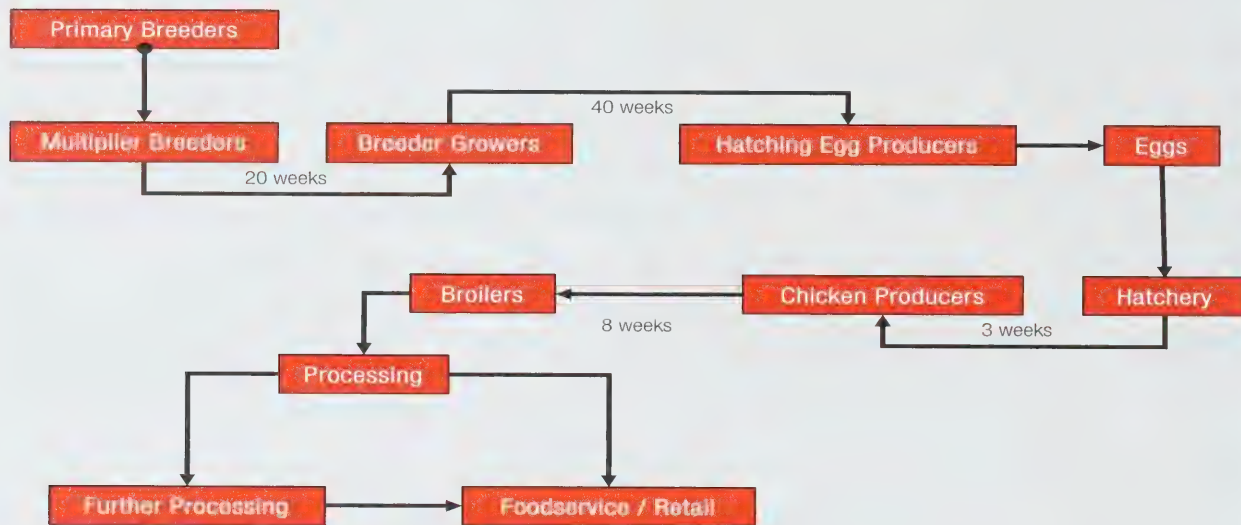 Primary Breeders
Multiplier Breeders
20 weeks
Breeder Growers
40 weeks
Hatching Egg Producers
Eggs
Hatchery
3 weeks
Chicken Producers
8 weeks
Broilers
Processing
Further Processing
Foodservice / Retail